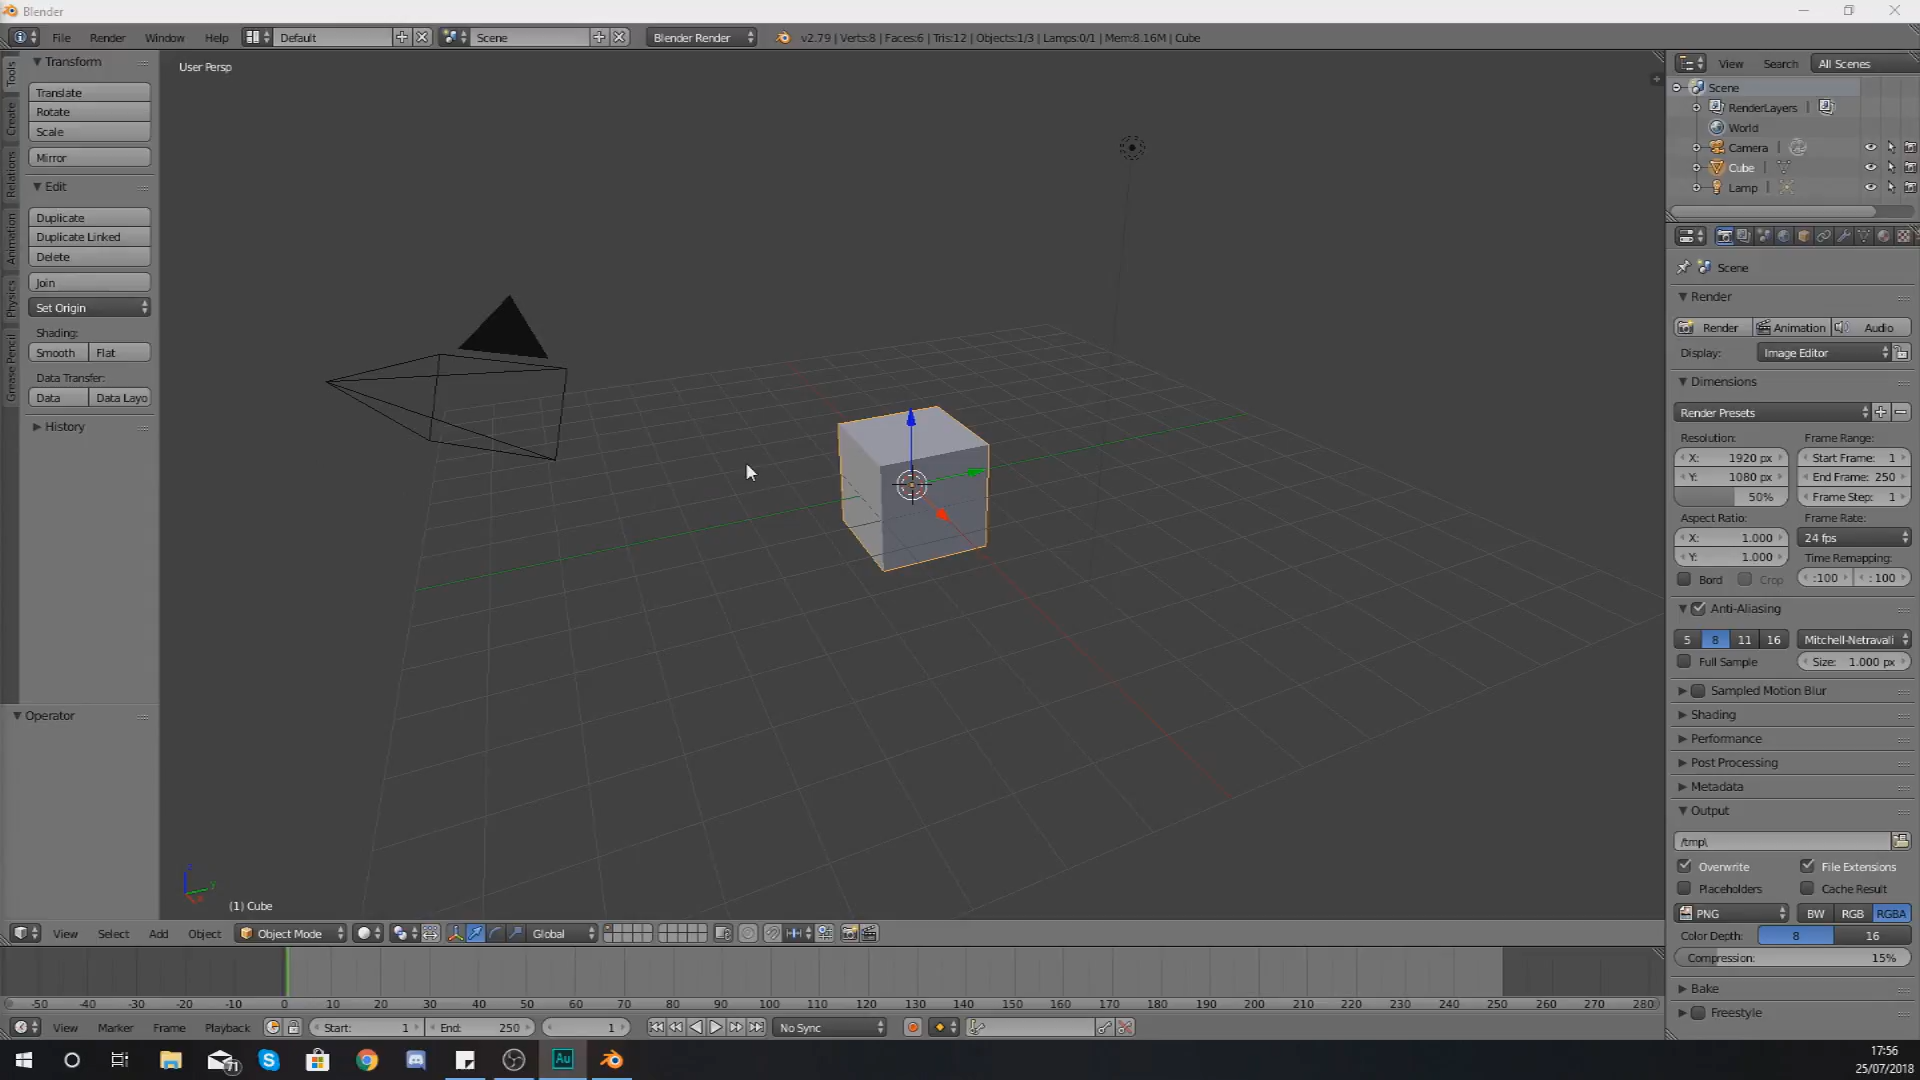 Blender
File Render Window Help Default Scene Blender Render v2.79 | Verts:8 | Faces:6 | Tris:12 | Objects:1/3 | Lamps:0/1 | Mem:8.16M | Cube
Tools
Create
Relations
Animation
Physics
Grease Pencil
Transform
Translate
Rotate
Scale
Mirror
Edit
Duplicate
Duplicate Linked
Delete
Join
Set Origin
Shading:
Smooth Flat
Data Transfer:
Data Data Layo
History
Operator
User Persp
(1) Cube
View Search All Scenes
Scene
RenderLayers |
World
Camera |
Cube |
Lamp |
Scene
Render
Render Animation Audio
Display: Image Editor
Dimensions
Render Presets
Resolution: Frame Range:
X: 1920 px Start Frame: 1
Y: 1080 px End Frame: 250
50% Frame Step: 1
Aspect Ratio: Frame Rate:
X: 1.000 24 fps
Y: 1.000 Time Remapping:
Bord Crop :100 :100
Anti-Aliasing
5 8 11 16 Mitchell-Netravali
Full Sample Size: 1.000 px
Sampled Motion Blur
Shading
Performance
Post Processing
Metadata
Output
/tmp\
Overwrite File Extensions
Placeholders Cache Result
PNG BW RGB RGBA
Color Depth: 8 16
Compression: 15%
Bake
Freestyle
View Select Add Object Object Mode Global
-50 -40 -30 -20 -10 0 10 20 30 40 50 60 70 80 90 100 110 120 130 140 150 160 170 180 190 200 210 220 230 240 250 260 270 280
View Marker Frame Playback Start: 1 End: 250 1 No Sync
71 Au
17:56
25/07/2018